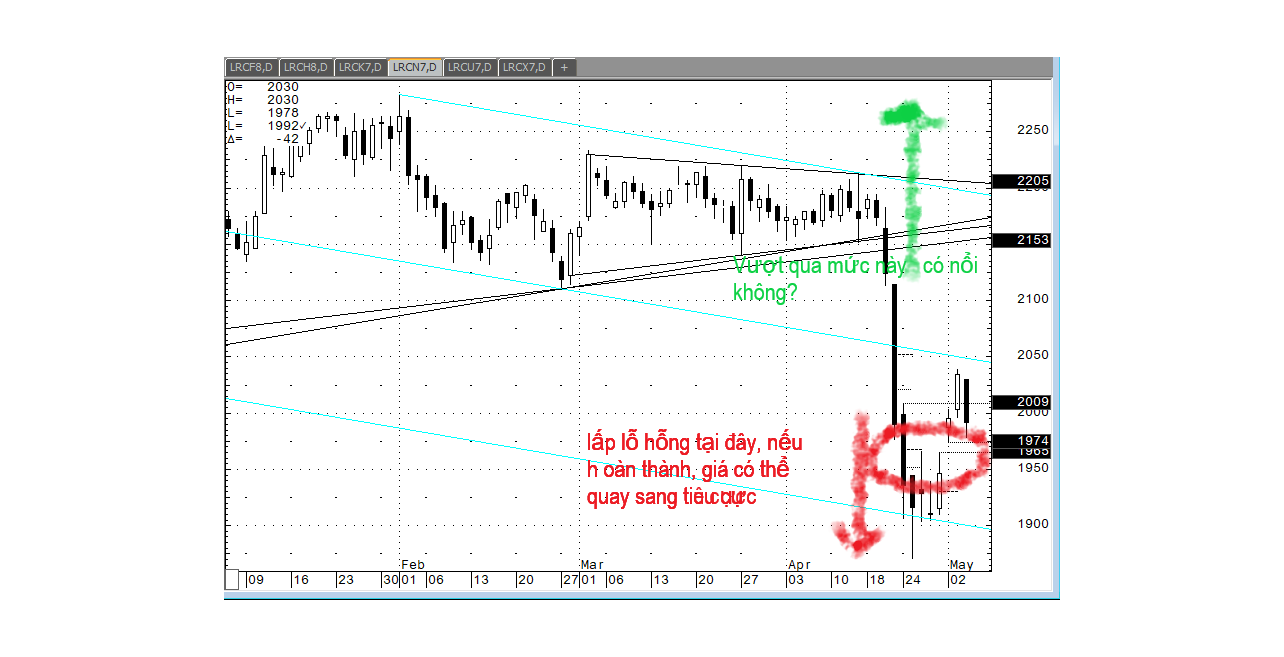 LRCF8,D LRCH8,D LRCK7,D LRCN7,D LRCU7,D LRCX7,D +
O= 2030
H= 2030
L= 1978
L= 1992✓
Δ= -42
2250
2205
2200
2153
Vượt qua mức này, có nổi
không?
2100
2050
2009
2000
lấp lỗ hỗng tại đây, nếu
h oàn thành, giá có thể
quay sang tiêu cực
1974
1965
1950
1900
Feb Mar Apr May
09 16 23 30 01 06 13 20 27 01 06 13 20 27 03 10 18 24 02